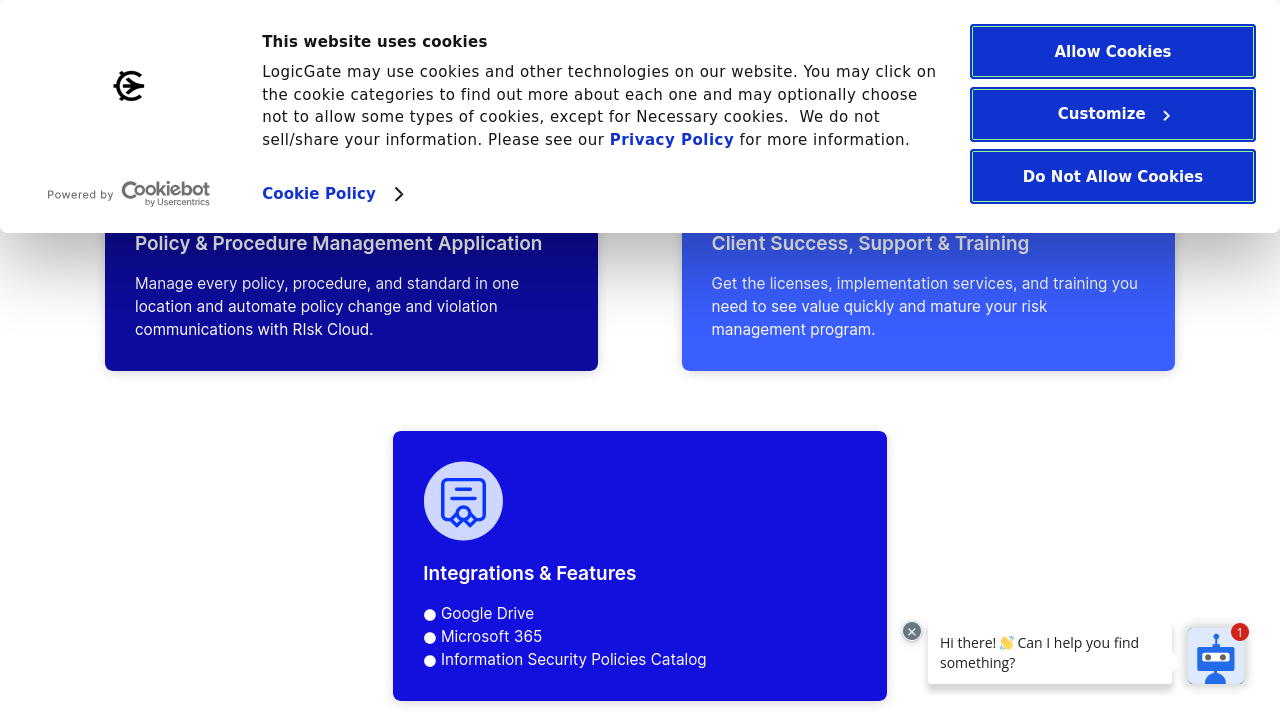 This website uses cookies
LogicGate may use cookies and other technologies on our website. You may click on
the cookie categories to find out more about each one and may optionally choose
not to allow some types of cookies, except for Necessary cookies.  We do not
sell/share your information. Please see our Privacy Policy for more information.
Powered by Cookiebot
by Usercentrics
Cookie Policy
Allow Cookies
Customize
Do Not Allow Cookies
Policy & Procedure Management Application
Manage every policy, procedure, and standard in one
location and automate policy change and violation
communications with RIsk Cloud.
Client Success, Support & Training
Get the licenses, implementation services, and training you
need to see value quickly and mature your risk
management program.
Integrations & Features
● Google Drive
● Microsoft 365
● Information Security Policies Catalog
Hi there! 👋 Can I help you find
something?
1